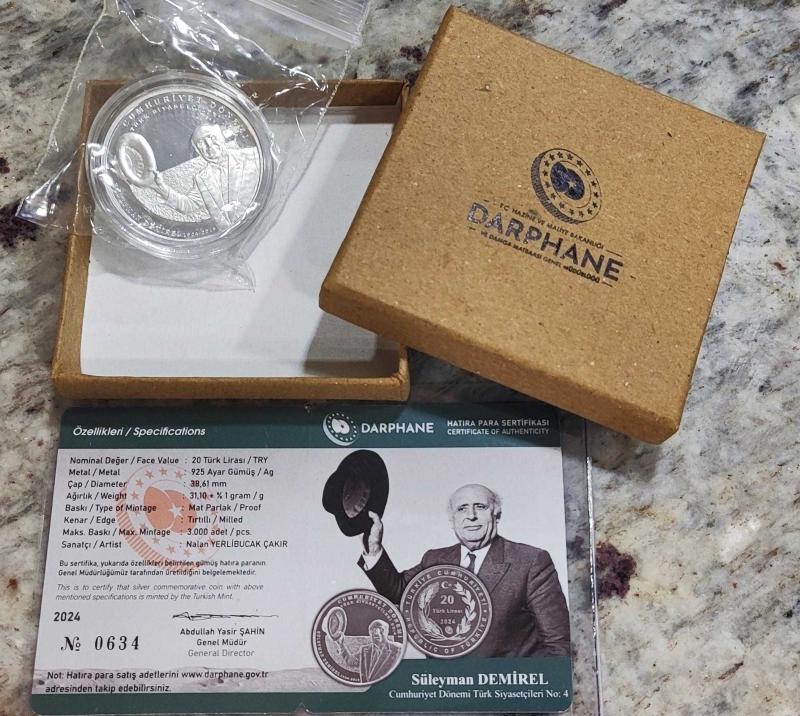 CUMHURİYET DÖNEMİ
TÜRK SİYASETÇİLERİ
T.C. HAZİNE VE MALİYE BAKANLIĞI
DARPHANE
VE DAMGA MATBAASI GENEL MÜDÜRLÜĞÜ
Özellikleri / Specifications
DARPHANE
HATIRA PARA SERTİFİKASI
CERTIFICATE OF AUTHENTICITY
Nominal Değer / Face Value : 20 Türk Lirası / TRY
Metal / Metal : 925 Ayar Gümüş / Ag
Çap / Diameter : 38,61 mm
Ağırlık / Weight : 31,10 + % 1 gram / g
Baskı / Type of Mintage : Mat Parlak / Proof
Kenar / Edge : Tırtıllı / Milled
Maks. Baskı / Max. Mintage : 3.000 adet / pcs.
Sanatçı / Artist : Nalan YERLİBUCAK ÇAKIR
Bu sertifika, yukarıda özellikleri belirtilen gümüş hatıra paranın
Genel Müdürlüğümüz tarafından üretildiğini belgelemektedir.
This is to certify that silver commemorative coin with above
mentioned specifications is minted by the Turkish Mint.
2024
№ 0634
Abdullah Yasir ŞAHİN
Genel Müdür
General Director
Not: Hatıra para satış adetlerini www.darphane.gov.tr
adresinden takip edebilirsiniz.
CUMHURİYET DÖNEMİ
TÜRKİYE CUMHURİYETİ
20
Türk Lirası
2024
REPUBLIC OF TÜRKİYE
Süleyman DEMİREL
Cumhuriyet Dönemi Türk Siyasetçileri No: 4